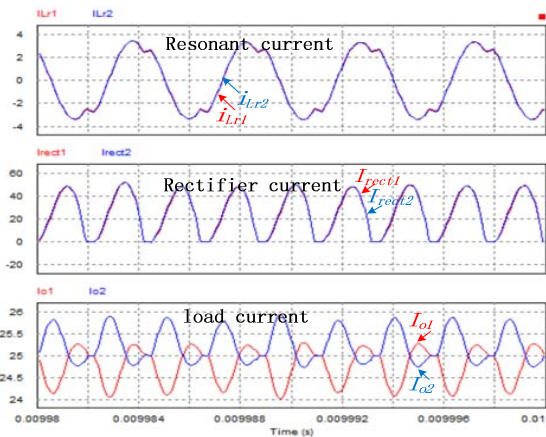 ILr1 ILr2
Resonant current
4
2
0
-2
-4
iLr2
iLr1
Irect1 Irect2
Rectifier current
60
40
20
0
-20
Irect1
Irect2
Io1 Io2
load current
26
25.5
25
24.5
24
Io1
Io2
0.00998 0.009984 0.009988 0.009992 0.009996 0.01
Time (s)